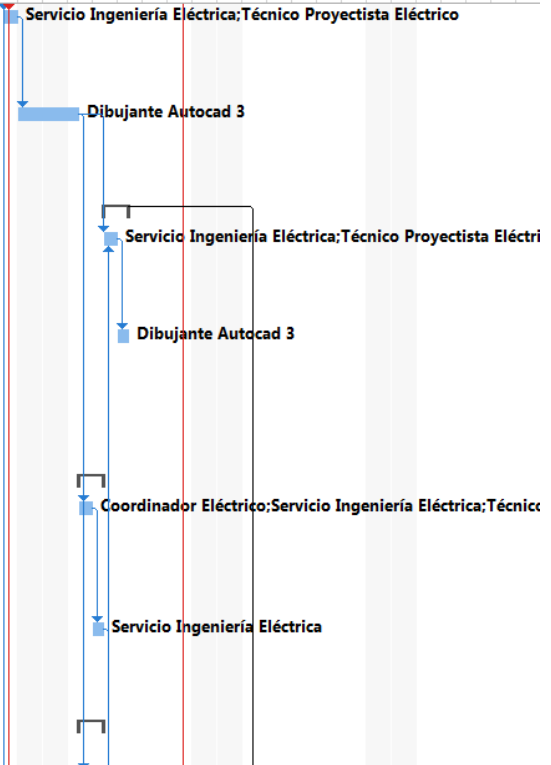 Servicio Ingeniería Eléctrica;Técnico Proyectista Eléctrico
Dibujante Autocad 3
Servicio Ingeniería Eléctrica;Técnico Proyectista Eléctri
Dibujante Autocad 3
Coordinador Eléctrico;Servicio Ingeniería Eléctrica;Técnico
Servicio Ingeniería Eléctrica